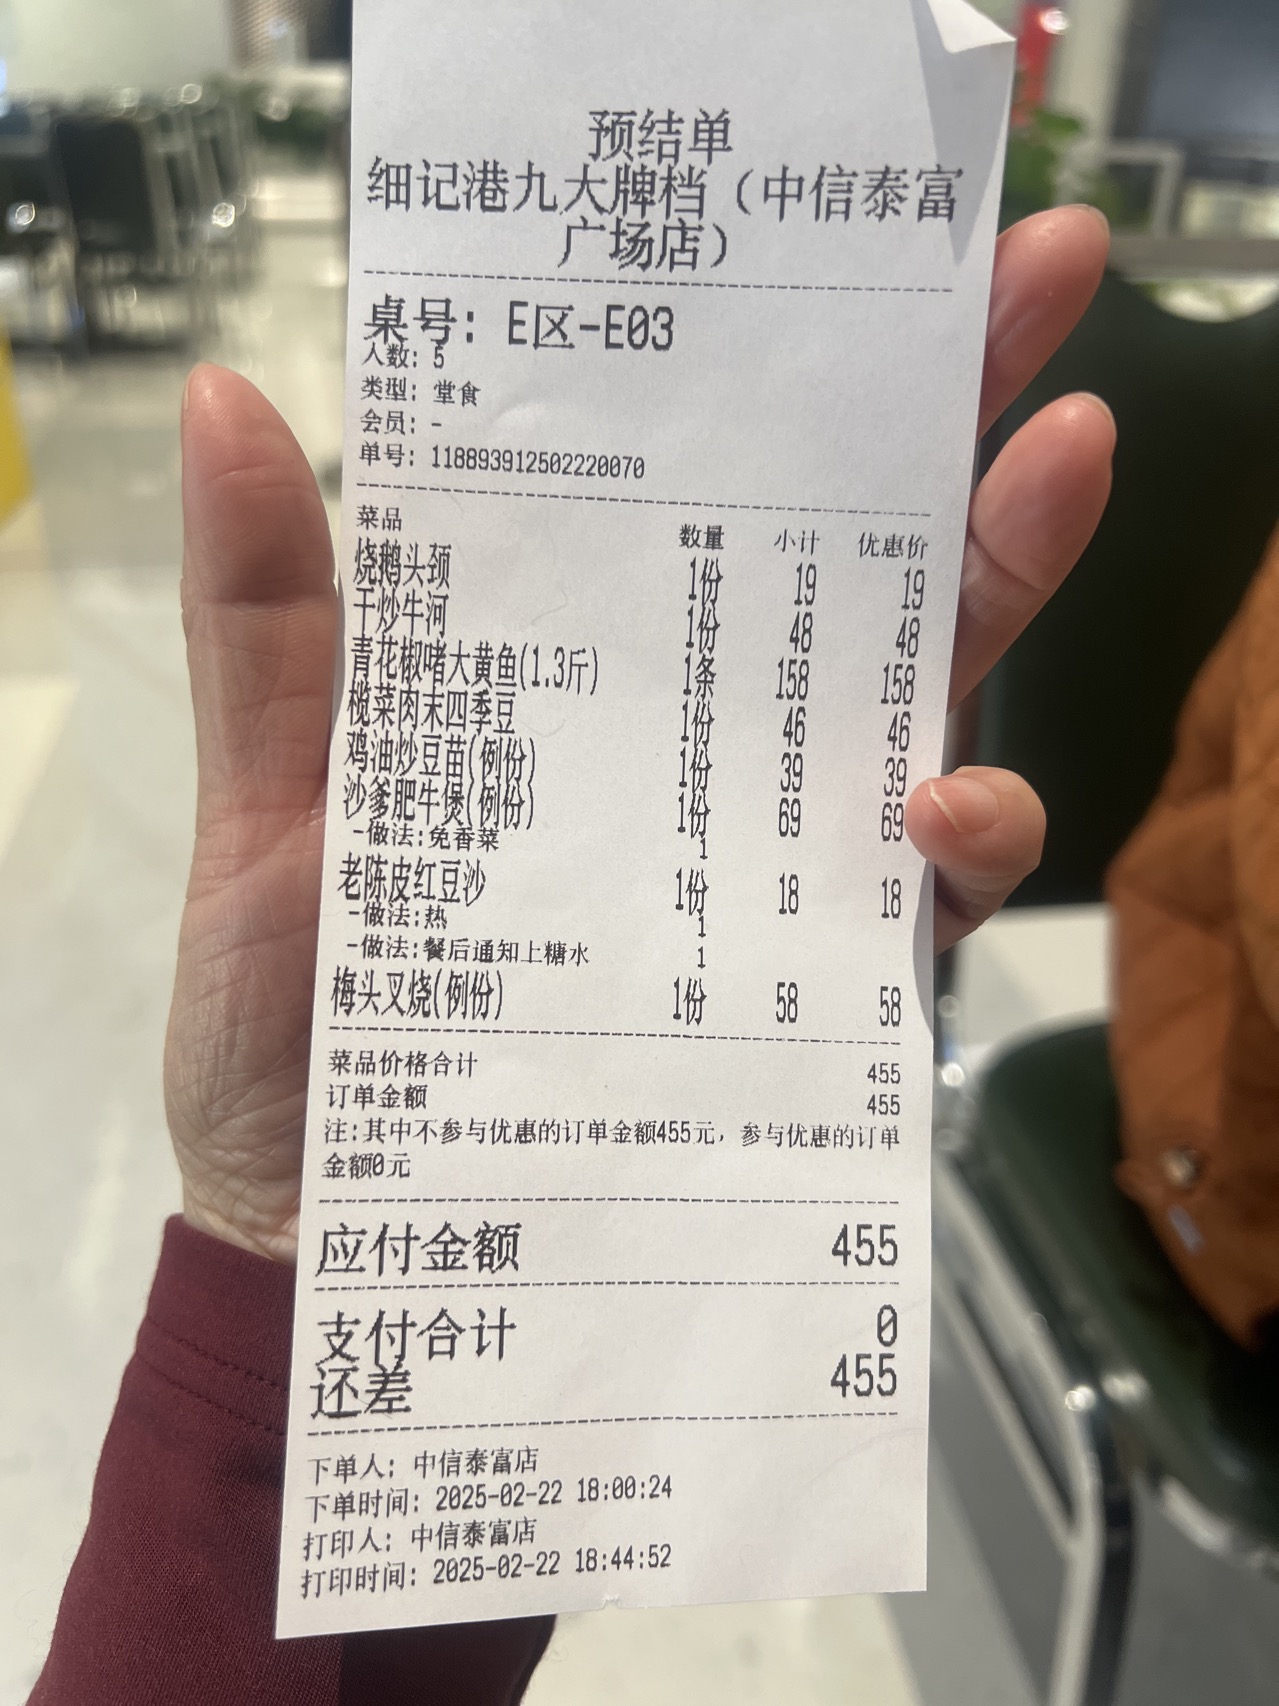 预结单
细记港九大牌档（中信泰富
广场店）
桌号: E区-E03
人数: 5
类型: 堂食
会员: -
单号: 118893912502220070
菜品 数量 小计 优惠价
烧鹅头颈 1份 19 19
干炒牛河 1份 48 48
青花椒啫大黄鱼(1.3斤) 1条 158 158
榄菜肉末四季豆 1份 46 46
鸡油炒豆苗(例份) 1份 39 39
沙爹肥牛煲(例份) 1份 69 69
-做法:免香菜 1
老陈皮红豆沙 1份 18 18
-做法:热 1
-做法:餐后通知上糖水 1
梅头叉烧(例份) 1份 58 58
菜品价格合计 455
订单金额 455
注:其中不参与优惠的订单金额455元，参与优惠的订单
金额0元
应付金额 455
支付合计 0
还差 455
下单人: 中信泰富店
下单时间: 2025-02-22 18:00:24
打印人: 中信泰富店
打印时间: 2025-02-22 18:44:52